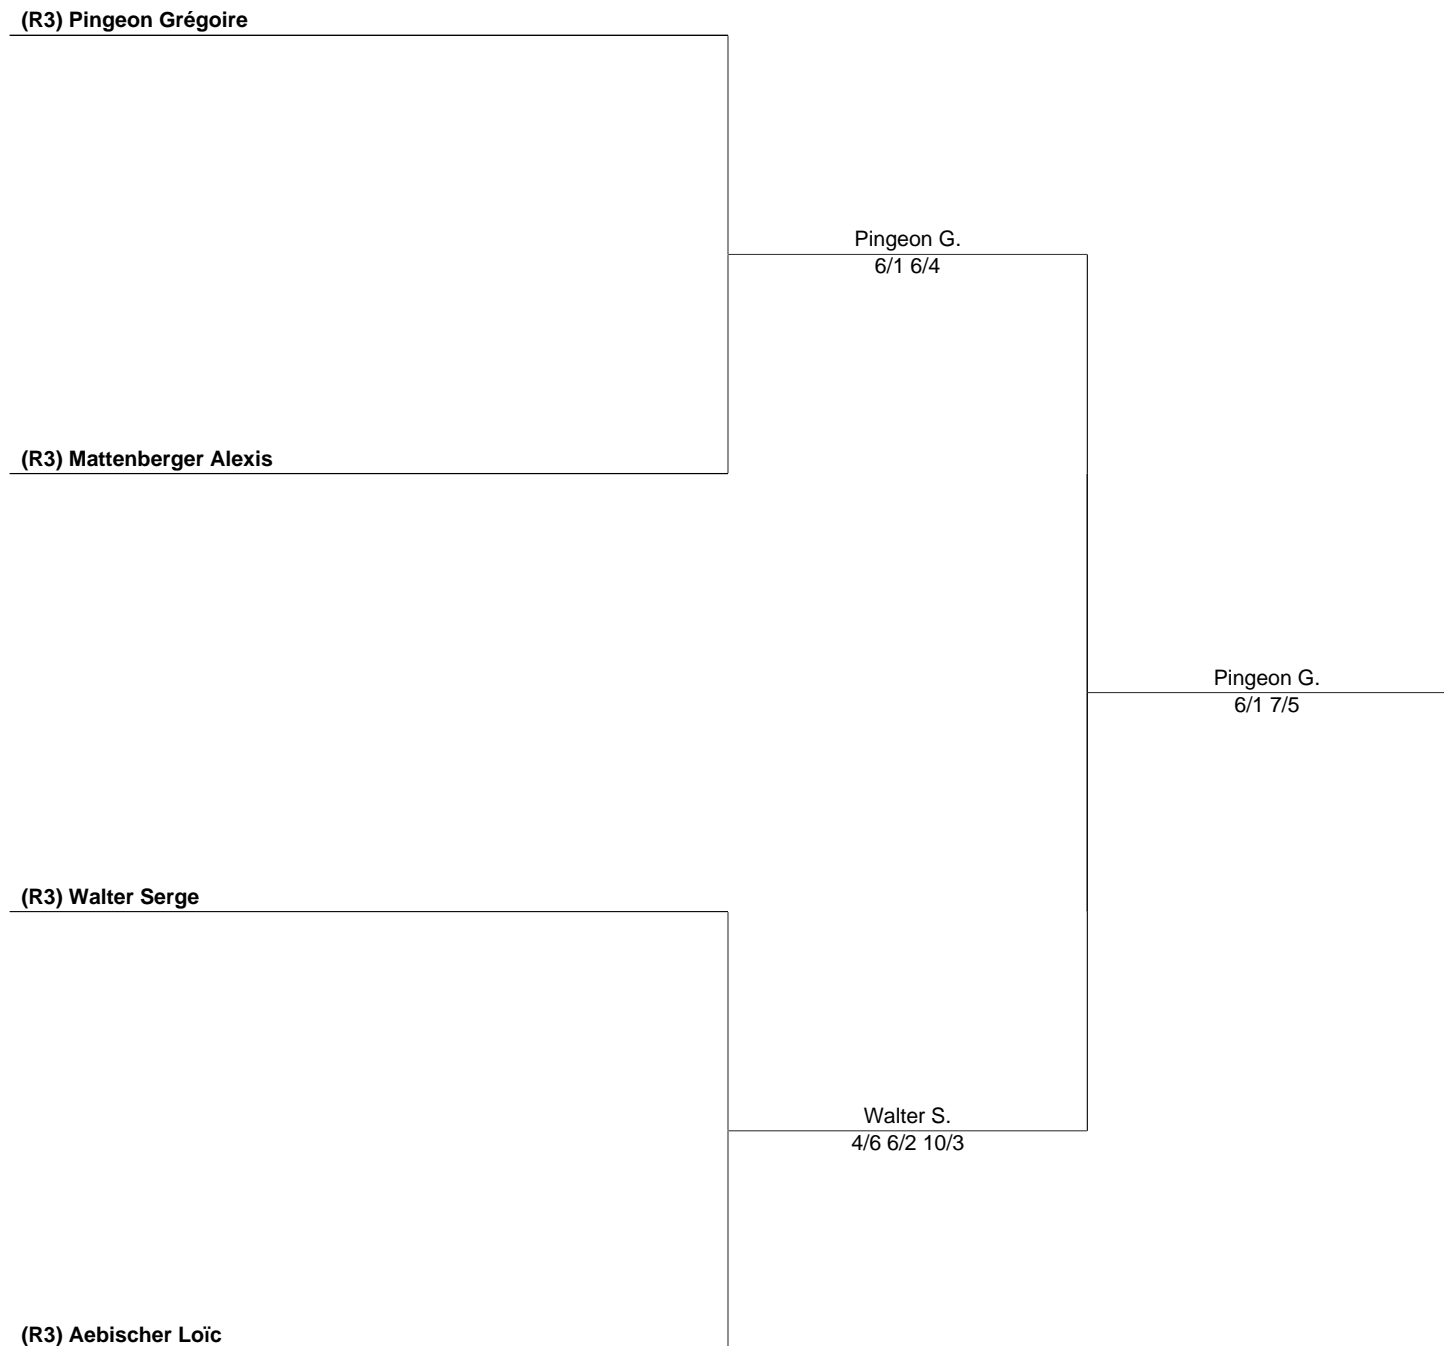 (R3) Pingeon Grégoire
Pingeon G.
6/1 6/4
(R3) Mattenberger Alexis
Pingeon G.
6/1 7/5
(R3) Walter Serge
Walter S.
4/6 6/2 10/3
(R3) Aebischer Loïc